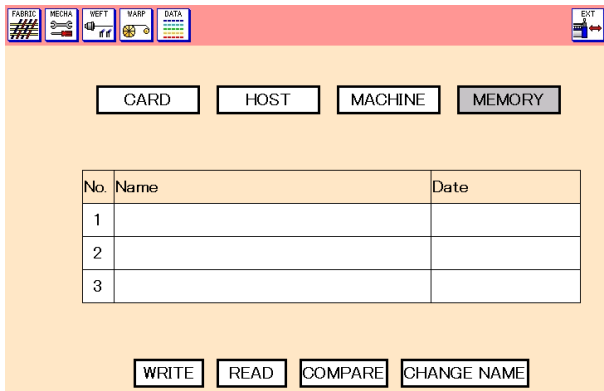 FABRIC MECHA WEFT WARP DATA EXT
CARD HOST MACHINE MEMORY
No. Name Date
1
2
3
WRITE READ COMPARE CHANGE NAME